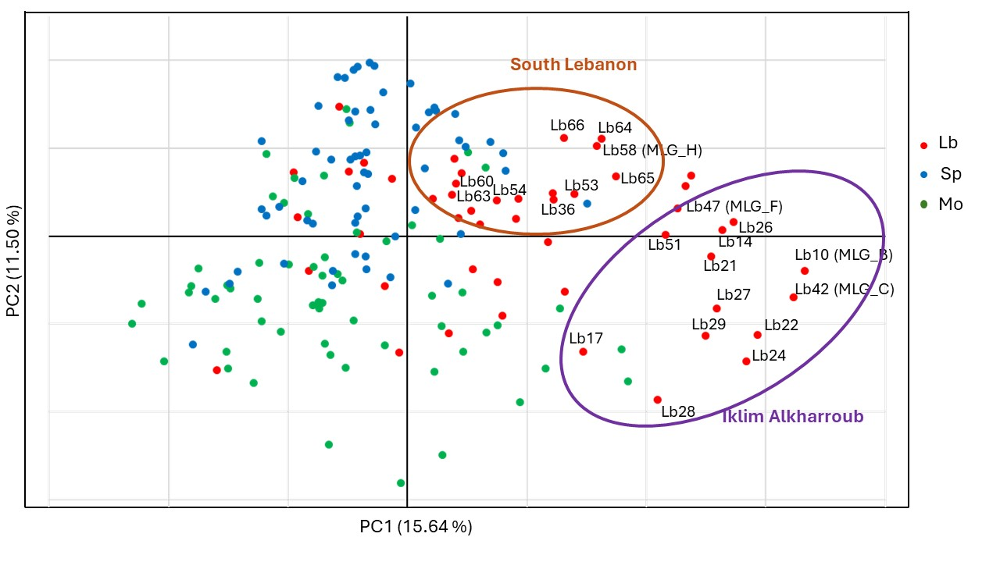 South Lebanon
Lb66
Lb64
Lb58 (MLG_H)
Lb65
Lb60
Lb63
Lb54
Lb53
Lb36
Lb47 (MLG_F)
Lb26
Lb51
Lb14
Lb21
Lb10 (MLG_B)
Lb42 (MLG_C)
Lb27
Lb29
Lb22
Lb17
Lb24
Lb28
Iklim Alkharroub
PC2 (11.50 %)
PC1 (15.64 %)
Lb
Sp
Mo